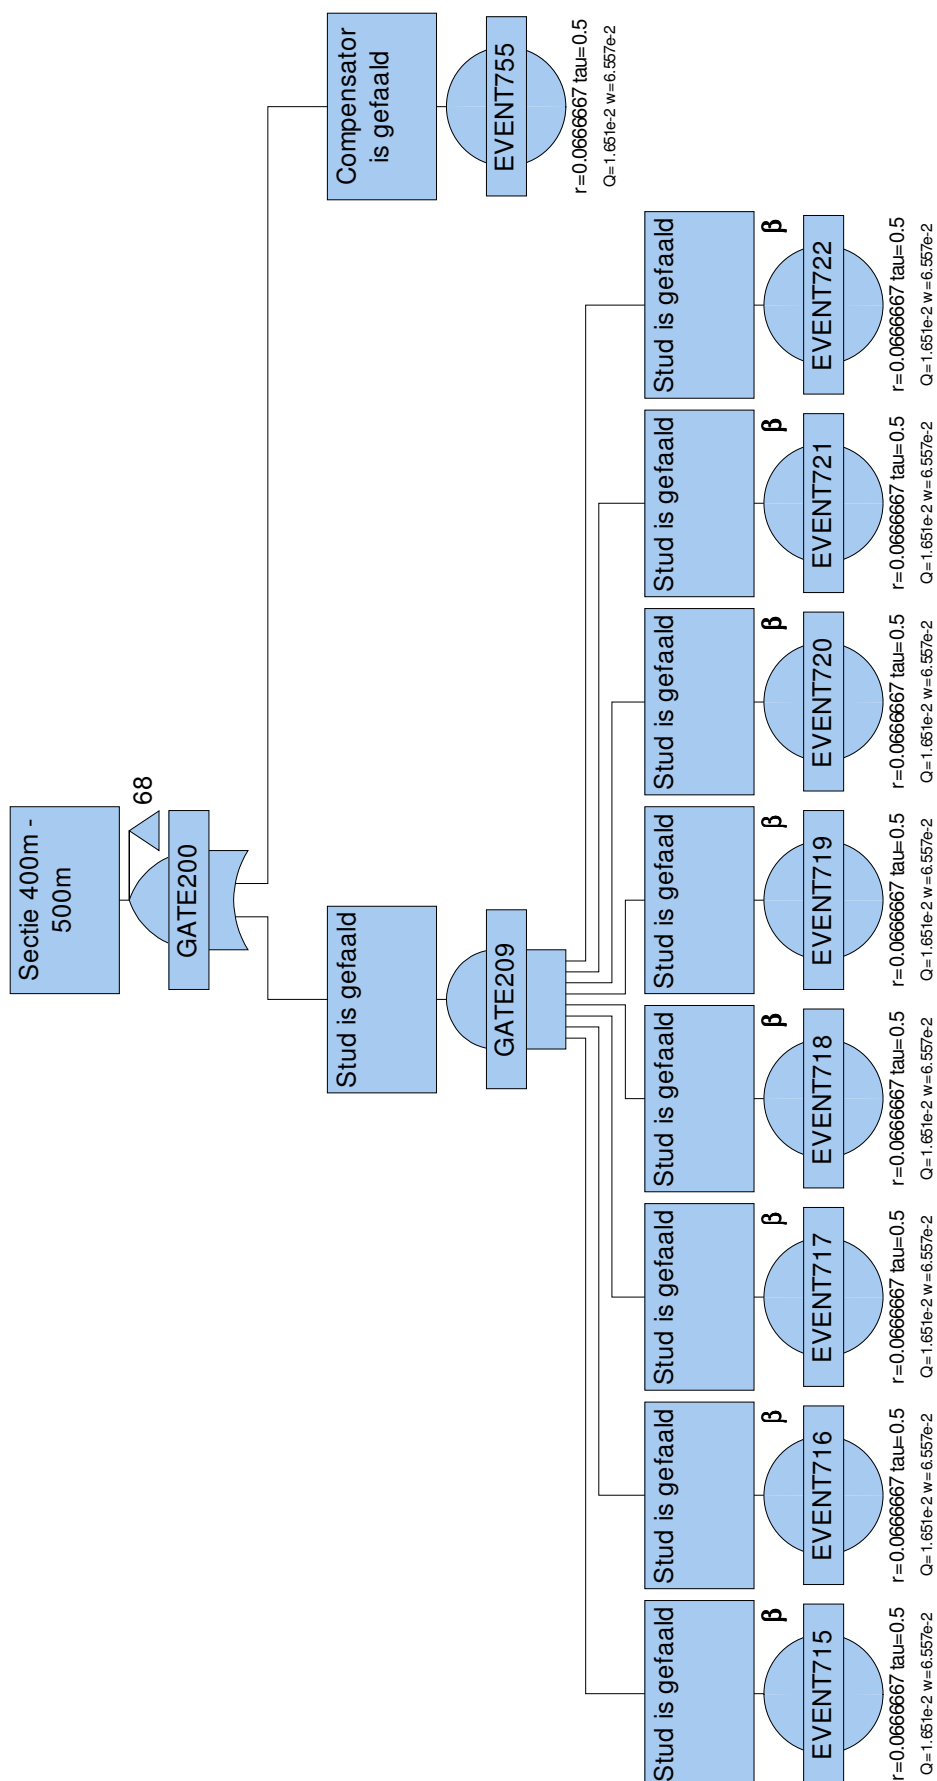 Sectie 400m -
500m
68
GATE200
Stud is gefaald
GATE209
Compensator
is gefaald
EVENT755
r=0.0666667 tau=0.5
Q=1.651e-2 w=6.557e-2
Stud is gefaald
β
EVENT715
r=0.0666667 tau=0.5
Q=1.651e-2 w=6.557e-2
Stud is gefaald
β
EVENT716
r=0.0666667 tau=0.5
Q=1.651e-2 w=6.557e-2
Stud is gefaald
β
EVENT717
r=0.0666667 tau=0.5
Q=1.651e-2 w=6.557e-2
Stud is gefaald
β
EVENT718
r=0.0666667 tau=0.5
Q=1.651e-2 w=6.557e-2
Stud is gefaald
β
EVENT719
r=0.0666667 tau=0.5
Q=1.651e-2 w=6.557e-2
Stud is gefaald
β
EVENT720
r=0.0666667 tau=0.5
Q=1.651e-2 w=6.557e-2
Stud is gefaald
β
EVENT721
r=0.0666667 tau=0.5
Q=1.651e-2 w=6.557e-2
Stud is gefaald
β
EVENT722
r=0.0666667 tau=0.5
Q=1.651e-2 w=6.557e-2